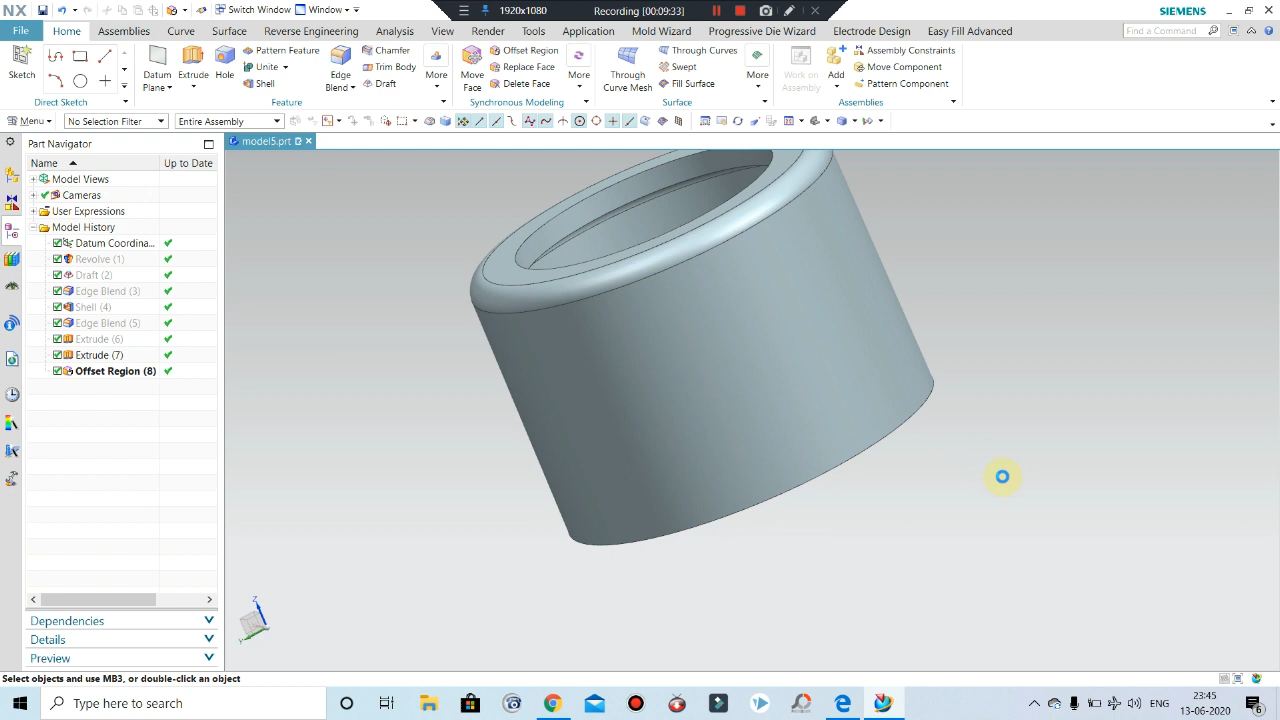 NX Switch Window Window 1920x1080 Recording [00:09:33] SIEMENS
File Home Assemblies Curve Surface Reverse Engineering Analysis View Render Tools Application Mold Wizard Progressive Die Wizard Electrode Design Easy Fill Advanced Find a Command
Sketch Datum Plane Extrude Hole Pattern Feature Unite Shell Edge Blend Chamfer Trim Body Draft More Move Face Offset Region Replace Face Delete Face More Through Curve Mesh Through Curves Swept Fill Surface More Work on Assembly Add Assembly Constraints Move Component Pattern Component
Direct Sketch Feature Synchronous Modeling Surface Assemblies
Menu No Selection Filter Entire Assembly
Part Navigator model5.prt
Name Up to Date
Model Views
Cameras
User Expressions
Model History
Datum Coordina...
Revolve (1)
Draft (2)
Edge Blend (3)
Shell (4)
Edge Blend (5)
Extrude (6)
Extrude (7)
Offset Region (8)
Dependencies
Details
Preview
Z
Y
Select objects and use MB3, or double-click an object
Type here to search ENG 23:45
13-06-2020 6